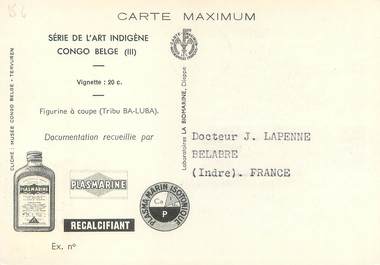 156
CARTE MAXIMUM
SÉRIE DE L'ART INDIGÈNE
CONGO BELGE (III)
Vignette : 20 c.
Figurine à coupe (Tribu BA-LUBA).
Documentation recueillie par
CLICHÉ : MUSÉE CONGO BELGE - TERVUREN
Laboratoires LA BIOMARINE, Dieppe
Docteur J. LAPENNE
BELABRE
(Indre). FRANCE
PLASMARINE
PLASMARINE
RECALCIFIANT
PLASMA MARIN ISOTONIQUE
Ca
P
Ex. n°